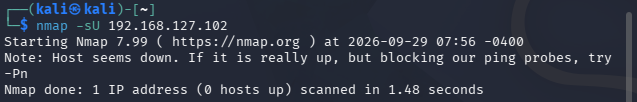 ┌──(kali㉿kali)-[~]
└─$ nmap -sU 192.168.127.102
Starting Nmap 7.99 ( https://nmap.org ) at 2026-09-29 07:56 -0400
Note: Host seems down. If it is really up, but blocking our ping probes, try
-Pn
Nmap done: 1 IP address (0 hosts up) scanned in 1.48 seconds